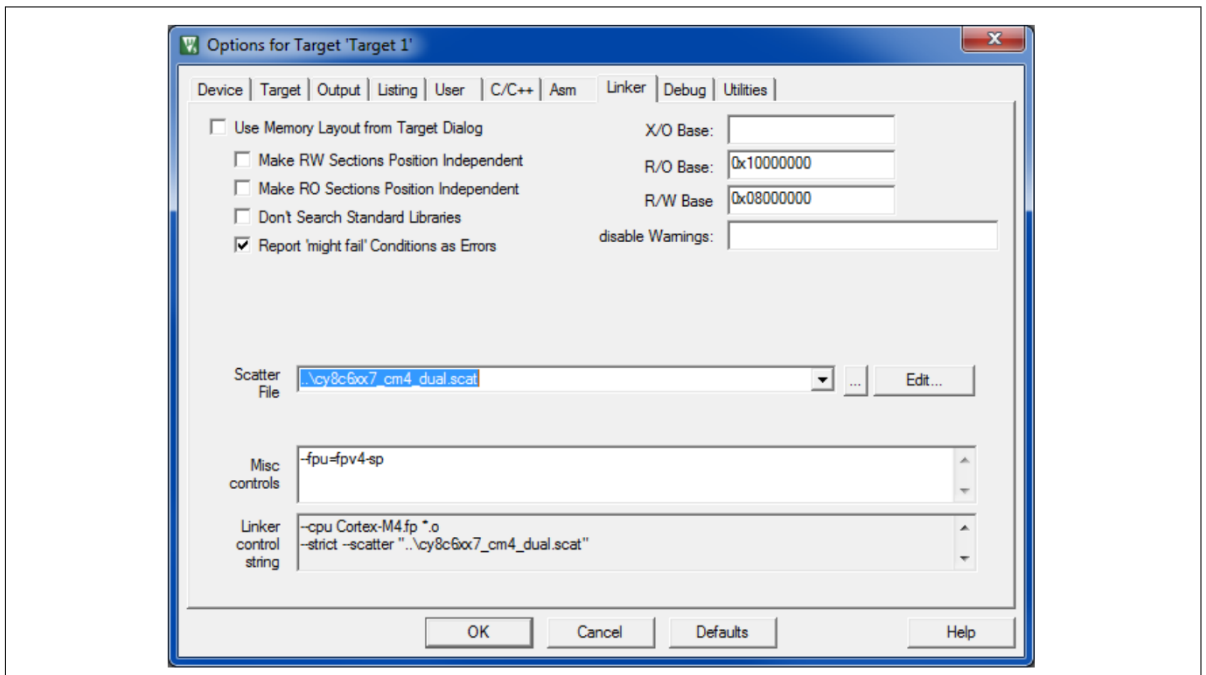 Options for Target 'Target 1'
Device Target Output Listing User C/C++ Asm Linker Debug Utilities
Use Memory Layout from Target Dialog
Make RW Sections Position Independent
Make RO Sections Position Independent
Don't Search Standard Libraries
Report 'might fail' Conditions as Errors
X/O Base:
R/O Base: 0x10000000
R/W Base 0x08000000
disable Warnings:
Scatter File ..\cy8c6xx7_cm4_dual.scat ... Edit...
Misc controls --fpu=fpv4-sp
Linker control string --cpu Cortex-M4.fp *.o
--strict --scatter "..\cy8c6xx7_cm4_dual.scat"
OK Cancel Defaults Help